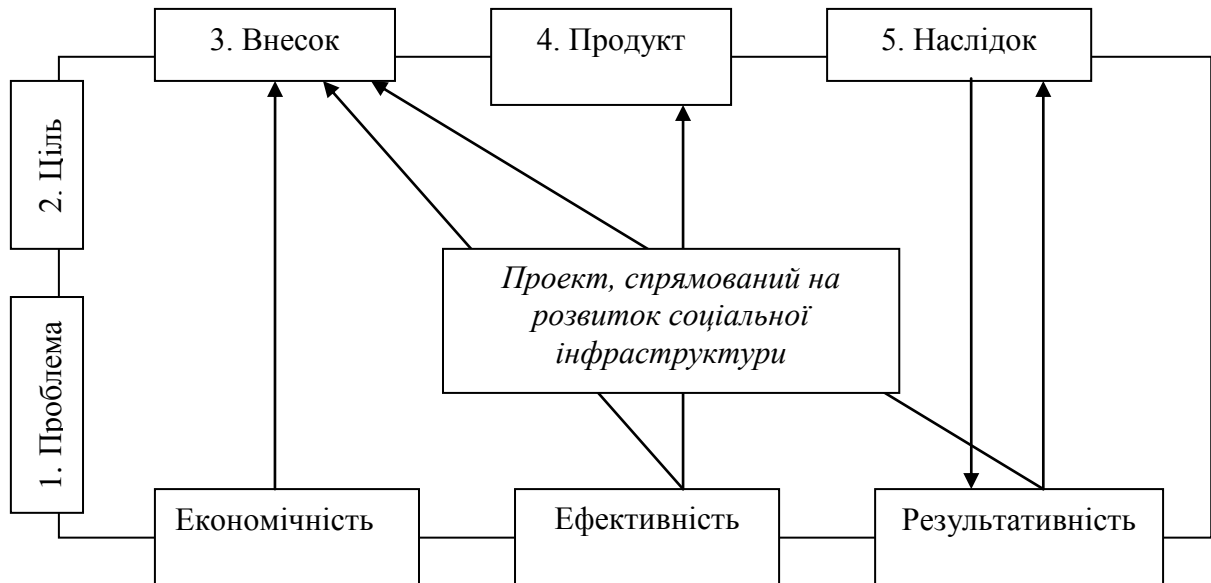 3. Внесок
4. Продукт
5. Наслідок
2. Ціль
1. Проблема
Проект, спрямований на
розвиток соціальної
інфраструктури
Економічність
Ефективність
Результативність